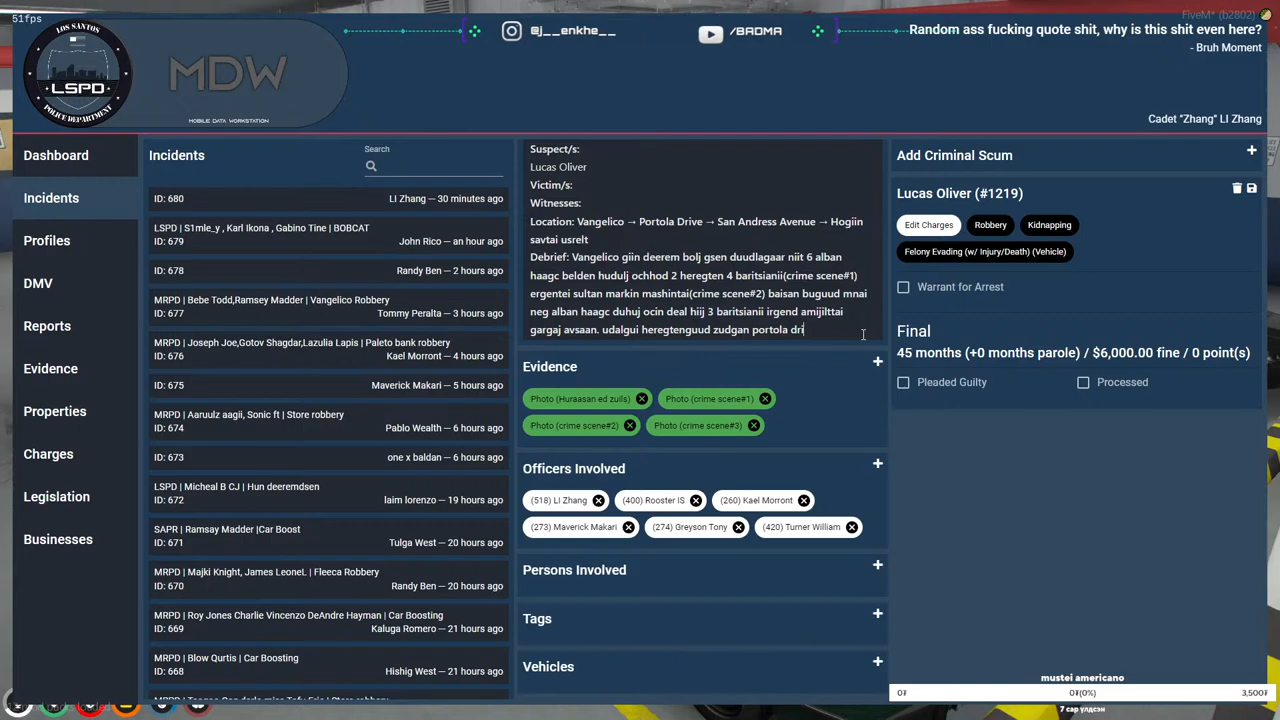 51fps
FiveM* (b2802)
LOS SANTOS
LSPD
POLICE DEPARTMENT
MDW
MOBILE DATA WORKSTATION
@j__enkhe__
/BADMA
Random ass fucking quote shit, why is this shit even here?
- Bruh Moment
Cadet "Zhang" LI Zhang
Dashboard
Incidents
Profiles
DMV
Reports
Evidence
Properties
Charges
Legislation
Businesses
Incidents
Search
ID: 680
LI Zhang — 30 minutes ago
LSPD | S1mle_y , Karl Ikona , Gabino Tine | BOBCAT
ID: 679
John Rico — an hour ago
ID: 678
Randy Ben — 2 hours ago
MRPD | Bebe Todd,Ramsey Madder | Vangelico Robbery
ID: 677
Tommy Peralta — 3 hours ago
MRPD | Joseph Joe,Gotov Shagdar,Lazulia Lapis | Paleto bank robbery
ID: 676
Kael Morront — 4 hours ago
ID: 675
Maverick Makari — 5 hours ago
MRPD | Aaruulz aagii, Sonic ft | Store robbery
ID: 674
Pablo Wealth — 6 hours ago
ID: 673
one x baldan — 6 hours ago
LSPD | Micheal B CJ | Hun deeremdsen
ID: 672
laim lorenzo — 19 hours ago
SAPR | Ramsay Madder |Car Boost
ID: 671
Tulga West — 20 hours ago
MRPD | Majki Knight, James LeoneL | Fleeca Robbery
ID: 670
Randy Ben — 20 hours ago
MRPD | Roy Jones Charlie Vincenzo DeAndre Hayman | Car Boosting
ID: 669
Kaluga Romero — 21 hours ago
MRPD | Blow Qurtis | Car Boosting
ID: 668
Hishig West — 21 hours ago
Suspect/s:
Lucas Oliver
Victim/s:
Witnesses:
Location: Vangelico → Portola Drive → San Andress Avenue → Hogiin
savtai usrelt
Debrief: Vangelico giin deerem bolj gsen duudlagaar niit 6 alban
haagc belden hudulj ochhod 2 heregten 4 baritsianii(crime scene#1)
ergentei sultan markin mashintai(crime scene#2) baisan buguud mnai
neg alban haagc duhuj ocin deal hiij 3 baritsianii irgend amijilttai
gargaj avsaan. udalgui heregtenguud zudgan portola dri
Evidence
Photo (Huraasan ed zuils)
Photo (crime scene#1)
Photo (crime scene#2)
Photo (crime scene#3)
Officers Involved
(518) LI Zhang
(400) Rooster IS
(260) Kael Morront
(273) Maverick Makari
(274) Greyson Tony
(420) Turner William
Persons Involved
Tags
Vehicles
Add Criminal Scum
Lucas Oliver (#1219)
Edit Charges
Robbery
Kidnapping
Felony Evading (w/ Injury/Death) (Vehicle)
Warrant for Arrest
Final
45 months (+0 months parole) / $6,000.00 fine / 0 point(s)
Pleaded Guilty
Processed
mustei americano
0₮
0₮(0%)
3,500₮
7 сар үлдсэн